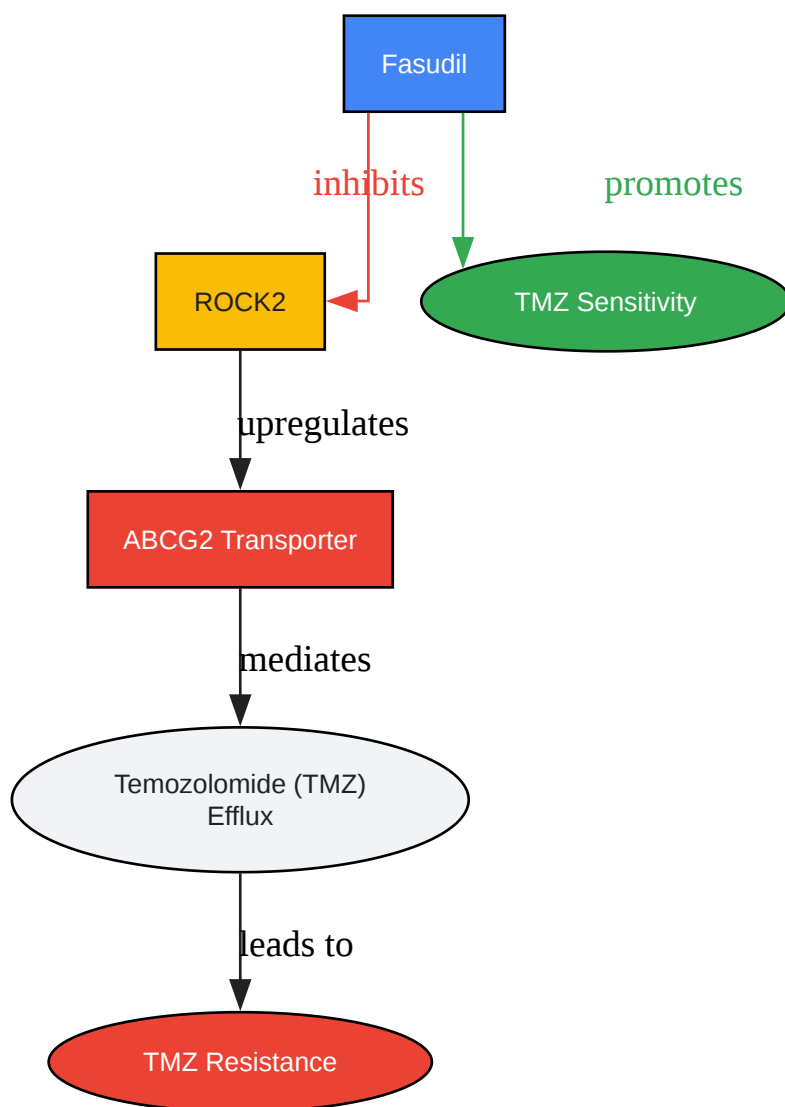 Fasudil
inhibits
promotes
ROCK2
TMZ Sensitivity
upregulates
ABCG2 Transporter
mediates
Temozolomide (TMZ)
Efflux
leads to
TMZ Resistance